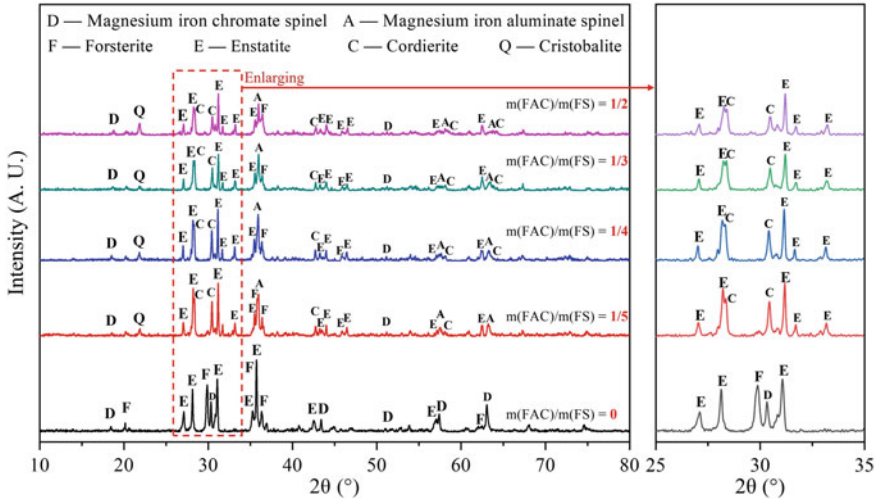 D — Magnesium iron chromate spinel A — Magnesium iron aluminate spinel
F — Forsterite E — Enstatite C — Cordierite Q — Cristobalite
Enlarging
m(FAC)/m(FS) = 1/2
D Q E E C C E E E E A F C E E E E D E A C E A C
m(FAC)/m(FS) = 1/3
D Q E E C C E E E E A F C E E E E D E A C E A C
m(FAC)/m(FS) = 1/4
D Q E E C C E E E E A F C E E E E D E A C E A C
m(FAC)/m(FS) = 1/5
D Q E E C C E E E E A F C E E E E D E A C E A
m(FAC)/m(FS) = 0
D F E E F D E E F E F E D D E D F D
E E C C E E E
E E C C E E E
E E C C E E E
E E C C E E E
E E F D E
Intensity (A. U.)
10 20 30 40 50 60 70 80
2θ (°)
25 30 35
2θ (°)